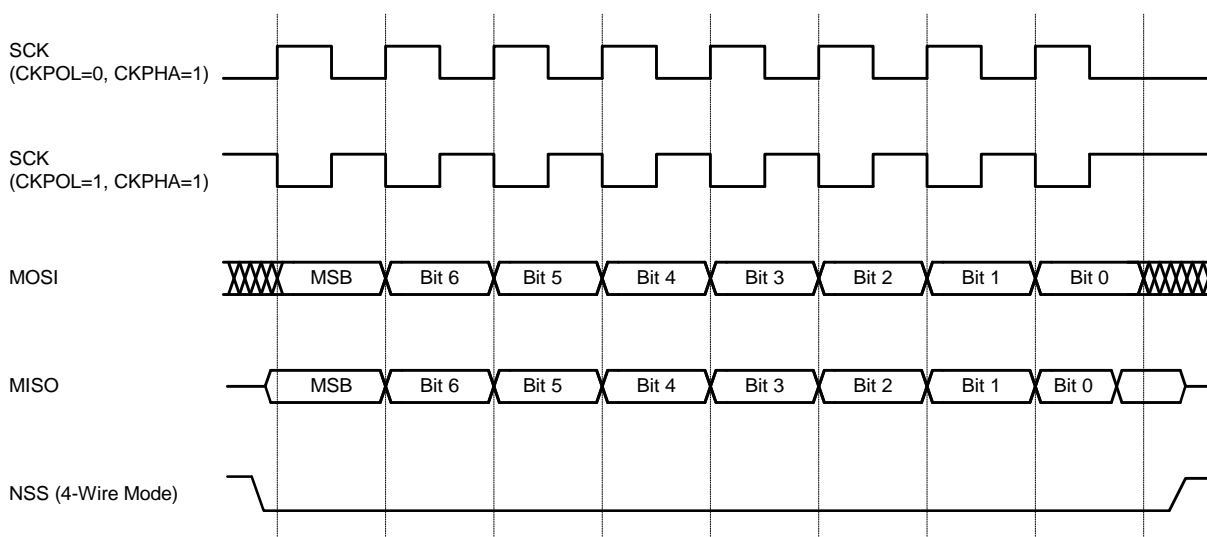 SCK
(CKPOL=0, CKPHA=1)
SCK
(CKPOL=1, CKPHA=1)
MOSI
MSB Bit 6 Bit 5 Bit 4 Bit 3 Bit 2 Bit 1 Bit 0
MISO
MSB Bit 6 Bit 5 Bit 4 Bit 3 Bit 2 Bit 1 Bit 0
NSS (4-Wire Mode)